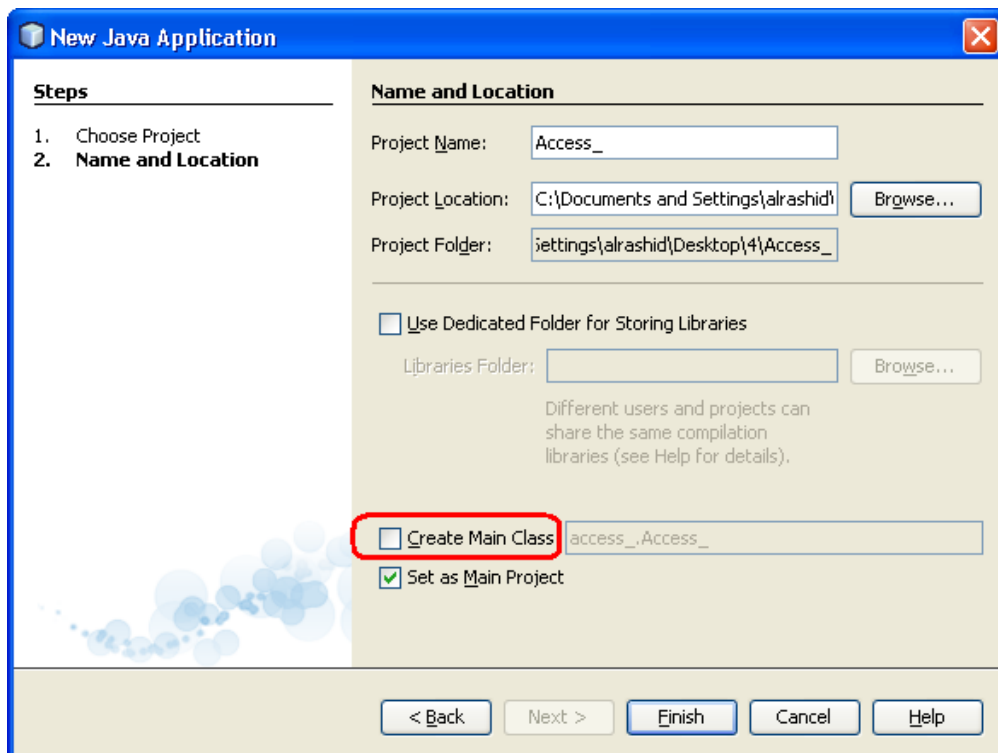 New Java Application
Steps
1. Choose Project
2. Name and Location
Name and Location
Project Name: Access_
Project Location: C:\Documents and Settings\alrashid\ Browse...
Project Folder: Settings\alrashid\Desktop\4\Access_
Use Dedicated Folder for Storing Libraries
Libraries Folder: Browse...
Different users and projects can
share the same compilation
libraries (see Help for details).
Create Main Class access_.Access_
Set as Main Project
< Back Next > Finish Cancel Help